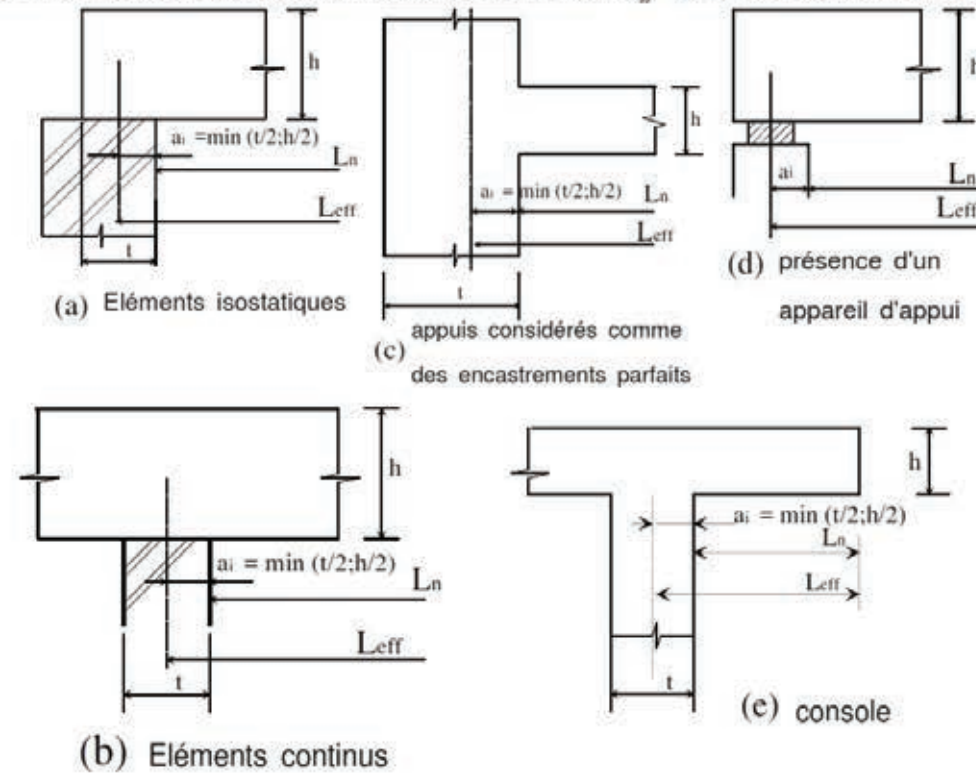 h
aᵢ =min (t/2;h/2)
Lₙ
Leff
t
(a) Eléments isostatiques
h
aᵢ = min (t/2;h/2)
Lₙ
Leff
t
(c) appuis considérés comme
des encastrements parfaits
h
aᵢ
Lₙ
Leff
(d) présence d'un
appareil d'appui
h
aᵢ = min (t/2;h/2)
Lₙ
Leff
t
(b) Eléments continus
h
aᵢ = min (t/2;h/2)
Lₙ
Leff
t
(e) console